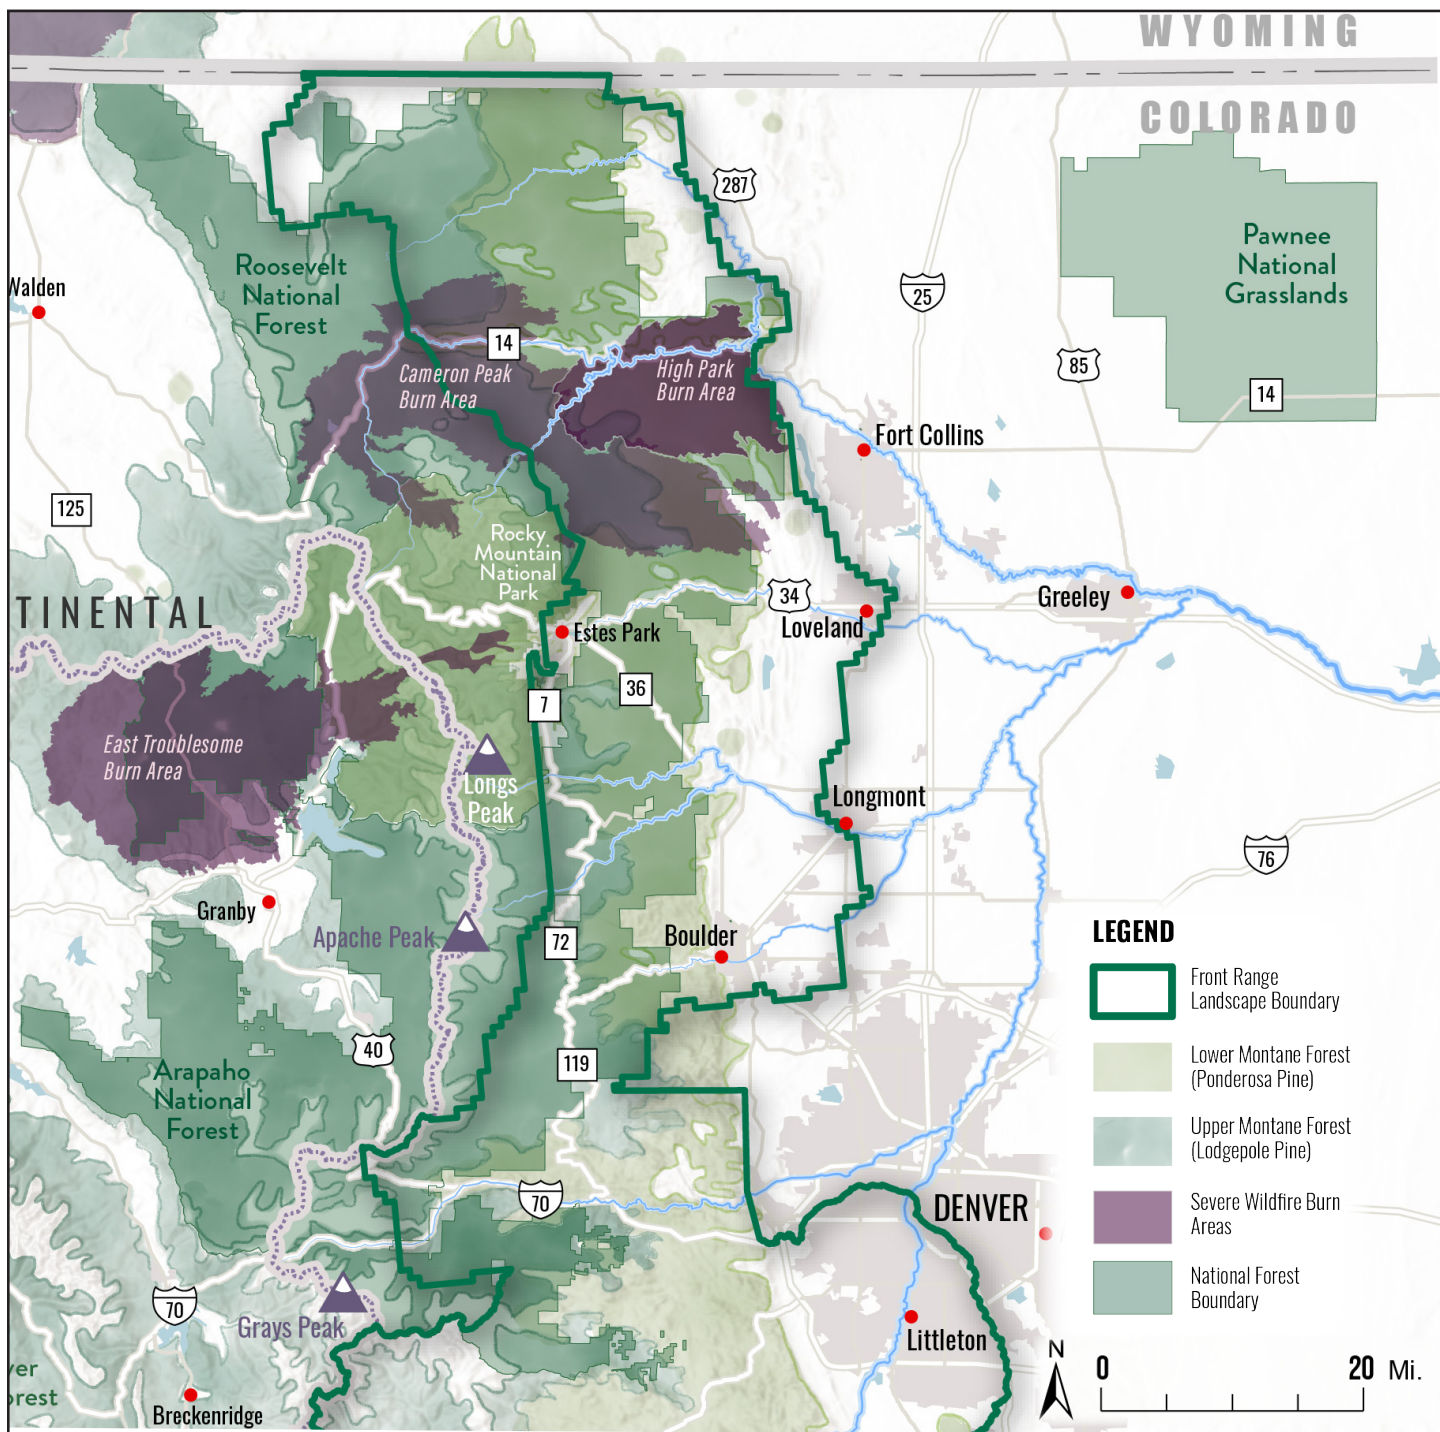 WYOMING
COLORADO
287
Pawnee
National
Grasslands
Roosevelt
National
Forest
Walden
25
14
85
14
Cameron Peak
Burn Area
High Park
Burn Area
Fort Collins
125
Rocky
Mountain
National
Park
34
Greeley
TINENTAL
Loveland
Estes Park
36
7
East Troublesome
Burn Area
Longs
Peak
Longmont
76
Granby
Apache Peak
72
Boulder
40
119
Arapaho
National
Forest
70
DENVER
70
Grays Peak
Littleton
ver
orest
Breckenridge
LEGEND
Front Range
Landscape Boundary
Lower Montane Forest
(Ponderosa Pine)
Upper Montane Forest
(Lodgepole Pine)
Severe Wildfire Burn
Areas
National Forest
Boundary
N
0 20 Mi.